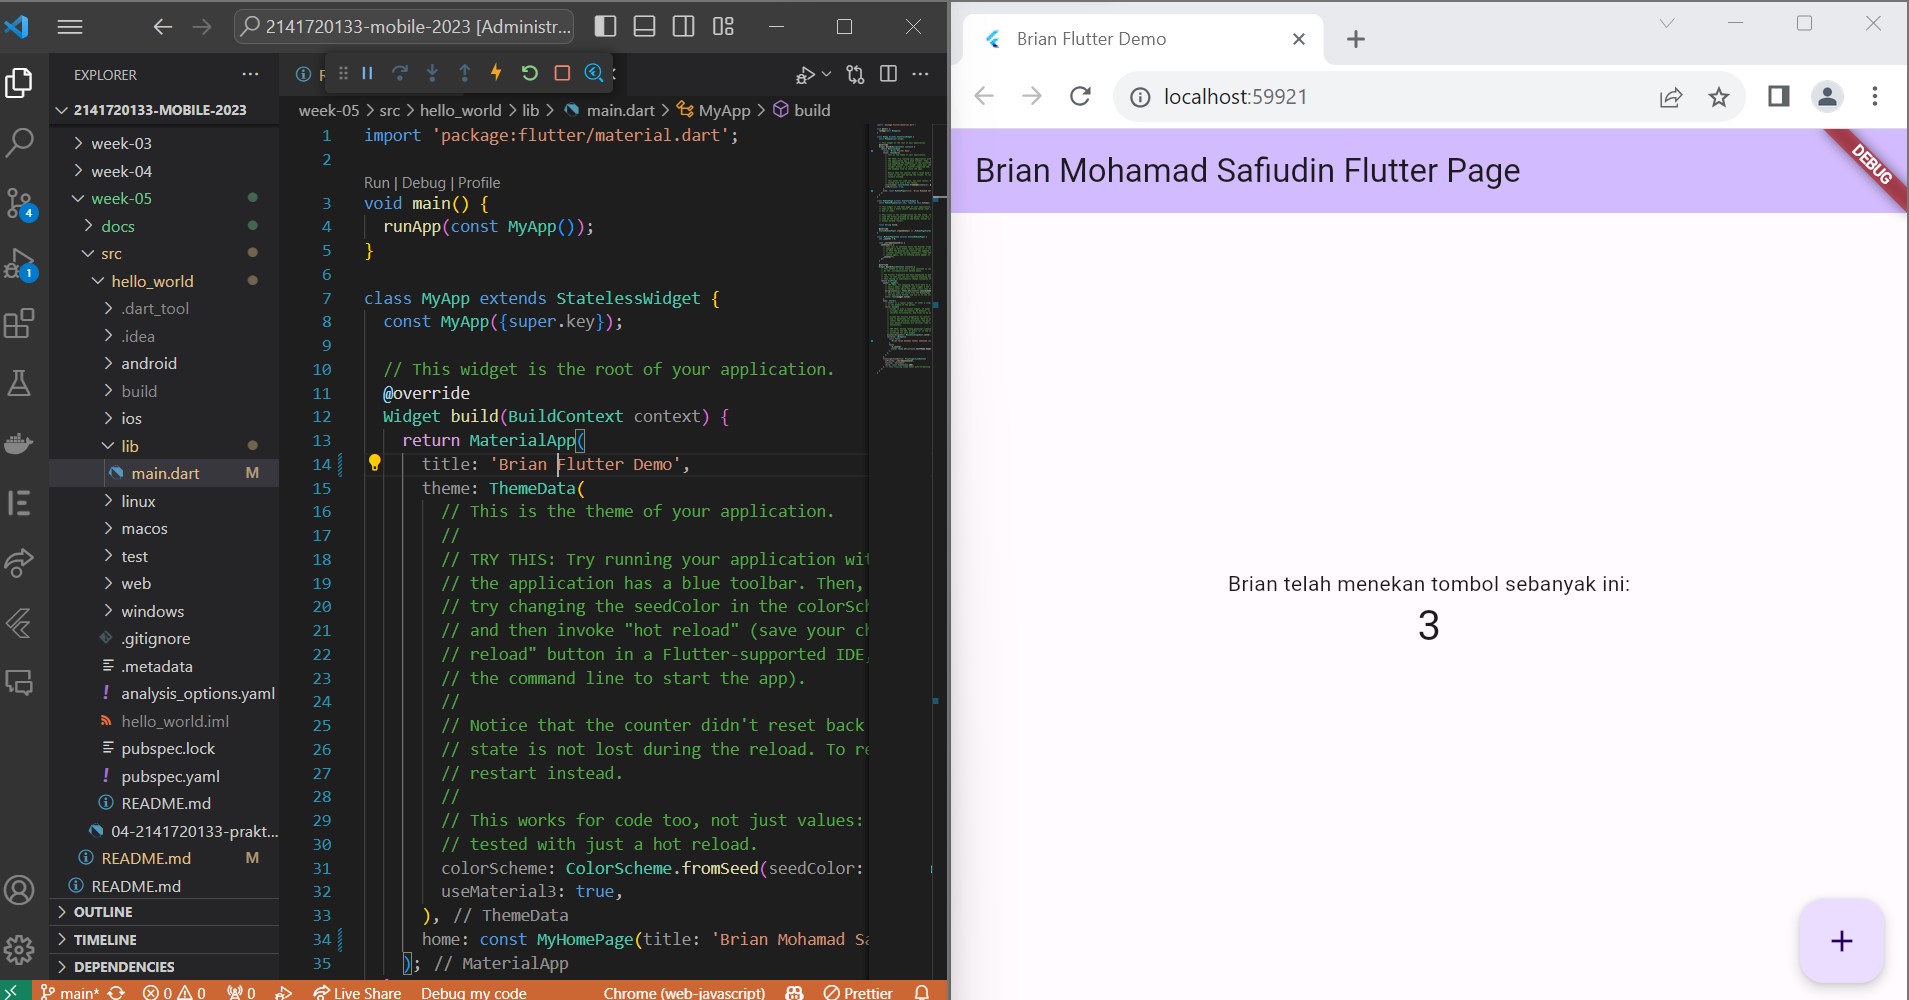 2141720133-mobile-2023 [Administr...
EXPLORER
2141720133-MOBILE-2023
week-03
week-04
week-05
docs
src
hello_world
.dart_tool
.idea
android
build
ios
lib
main.dart M
linux
macos
test
web
windows
.gitignore
.metadata
analysis_options.yaml
hello_world.iml
pubspec.lock
pubspec.yaml
README.md
04-2141720133-prakt...
README.md M
README.md
OUTLINE
TIMELINE
DEPENDENCIES
4
1
week-05 > src > hello_world > lib > main.dart > MyApp > build
1 import 'package:flutter/material.dart';
2
Run | Debug | Profile
3 void main() {
4 runApp(const MyApp());
5 }
6
7 class MyApp extends StatelessWidget {
8 const MyApp({super.key});
9
10 // This widget is the root of your application.
11 @override
12 Widget build(BuildContext context) {
13 return MaterialApp(
14 title: 'Brian Flutter Demo',
15 theme: ThemeData(
16 // This is the theme of your application.
17 //
18 // TRY THIS: Try running your application wit
19 // the application has a blue toolbar. Then,
20 // try changing the seedColor in the colorSch
21 // and then invoke "hot reload" (save your ch
22 // reload" button in a Flutter-supported IDE,
23 // the command line to start the app).
24 //
25 // Notice that the counter didn't reset back
26 // state is not lost during the reload. To re
27 // restart instead.
28 //
29 // This works for code too, not just values:
30 // tested with just a hot reload.
31 colorScheme: ColorScheme.fromSeed(seedColor:
32 useMaterial3: true,
33 ), // ThemeData
34 home: const MyHomePage(title: 'Brian Mohamad Sa
35 ); // MaterialApp
main* 0 0 0 Live Share Debug my code Chrome (web-javascript) Prettier
Brian Flutter Demo
localhost:59921
Brian Mohamad Safiudin Flutter Page
DEBUG
Brian telah menekan tombol sebanyak ini:
3
+